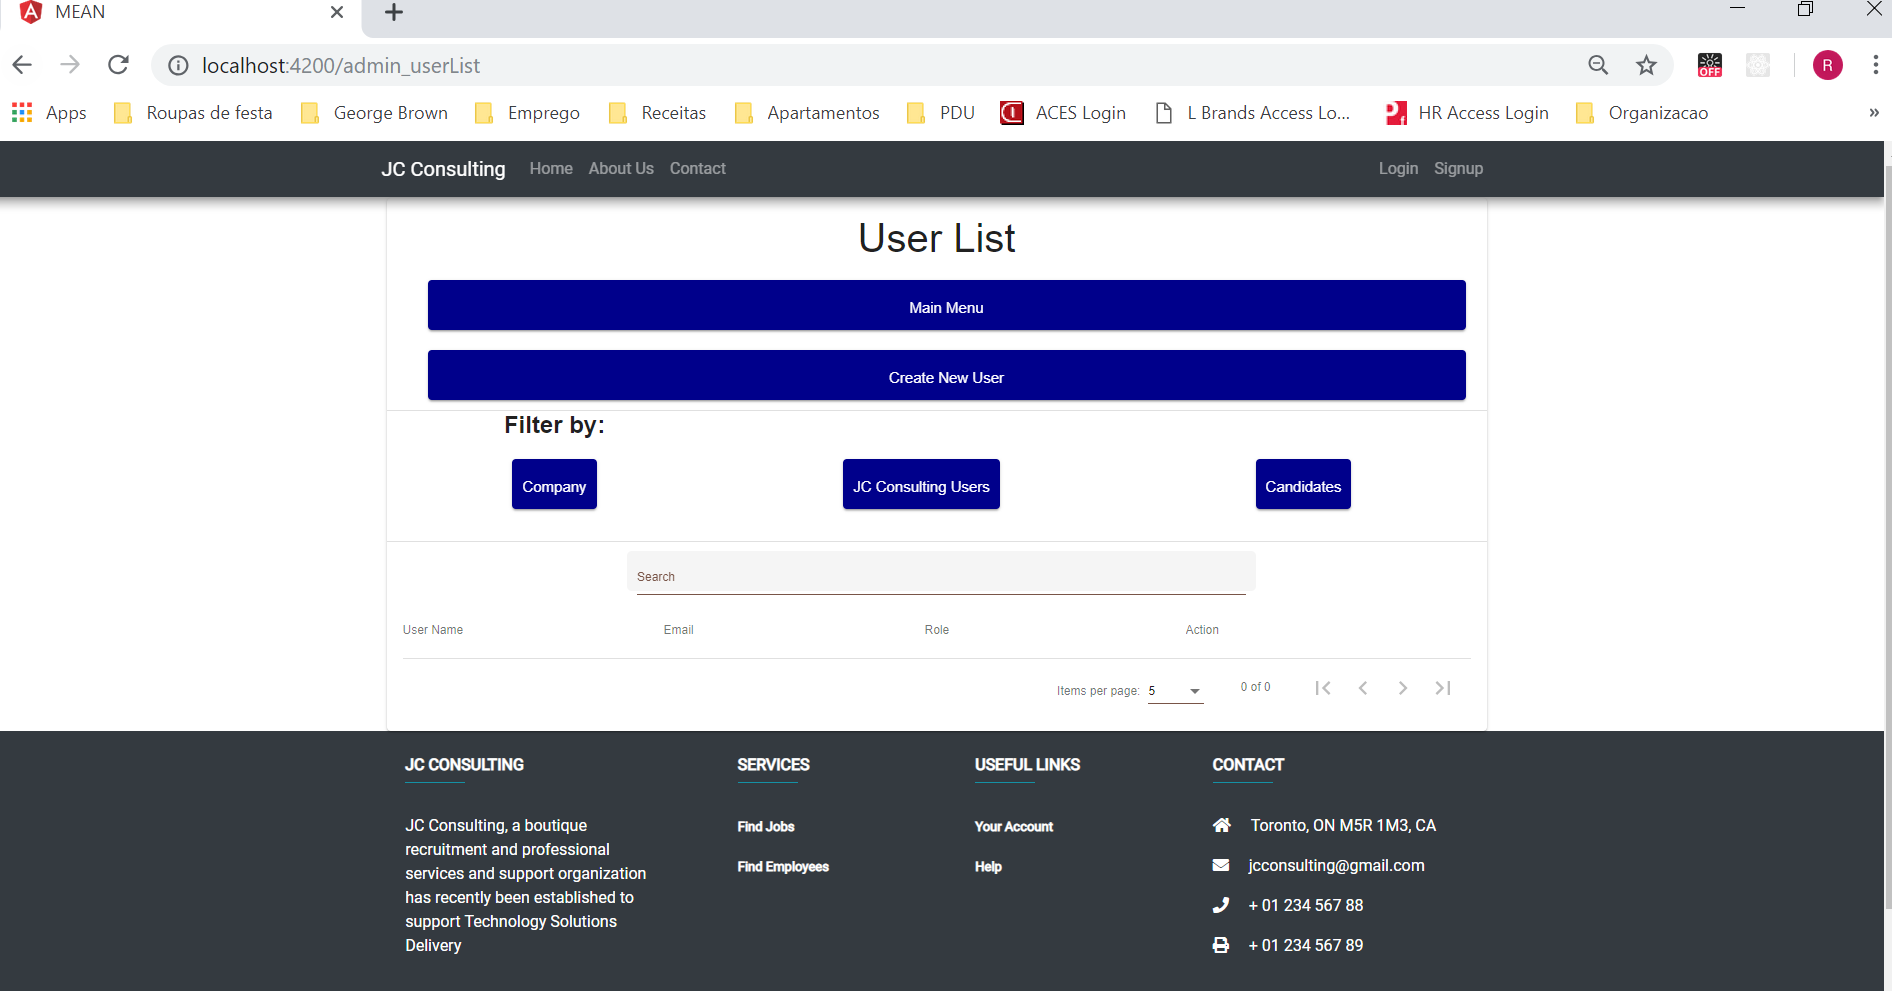 MEAN
localhost:4200/admin_userList
OFF
R
Apps
Roupas de festa
George Brown
Emprego
Receitas
Apartamentos
PDU
ACES Login
L Brands Access Lo...
HR Access Login
Organizacao
»
JC Consulting
Home
About Us
Contact
Login
Signup
User List
Main Menu
Create New User
Filter by:
Company
JC Consulting Users
Candidates
Search
User Name
Email
Role
Action
Items per page:
5
0 of 0
JC CONSULTING
JC Consulting, a boutique
recruitment and professional
services and support organization
has recently been established to
support Technology Solutions
Delivery
SERVICES
Find Jobs
Find Employees
USEFUL LINKS
Your Account
Help
CONTACT
Toronto, ON M5R 1M3, CA
jcconsulting@gmail.com
+ 01 234 567 88
+ 01 234 567 89